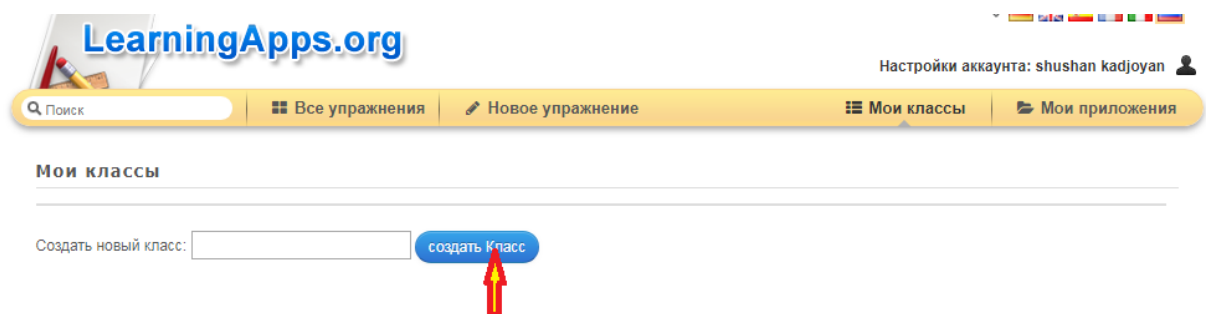 LearningApps.org
Настройки аккаунта: shushan kadjoyan
Поиск
Все упражнения
Новое упражнение
Мои классы
Мои приложения
Мои классы
Создать новый класс:
создать Класс